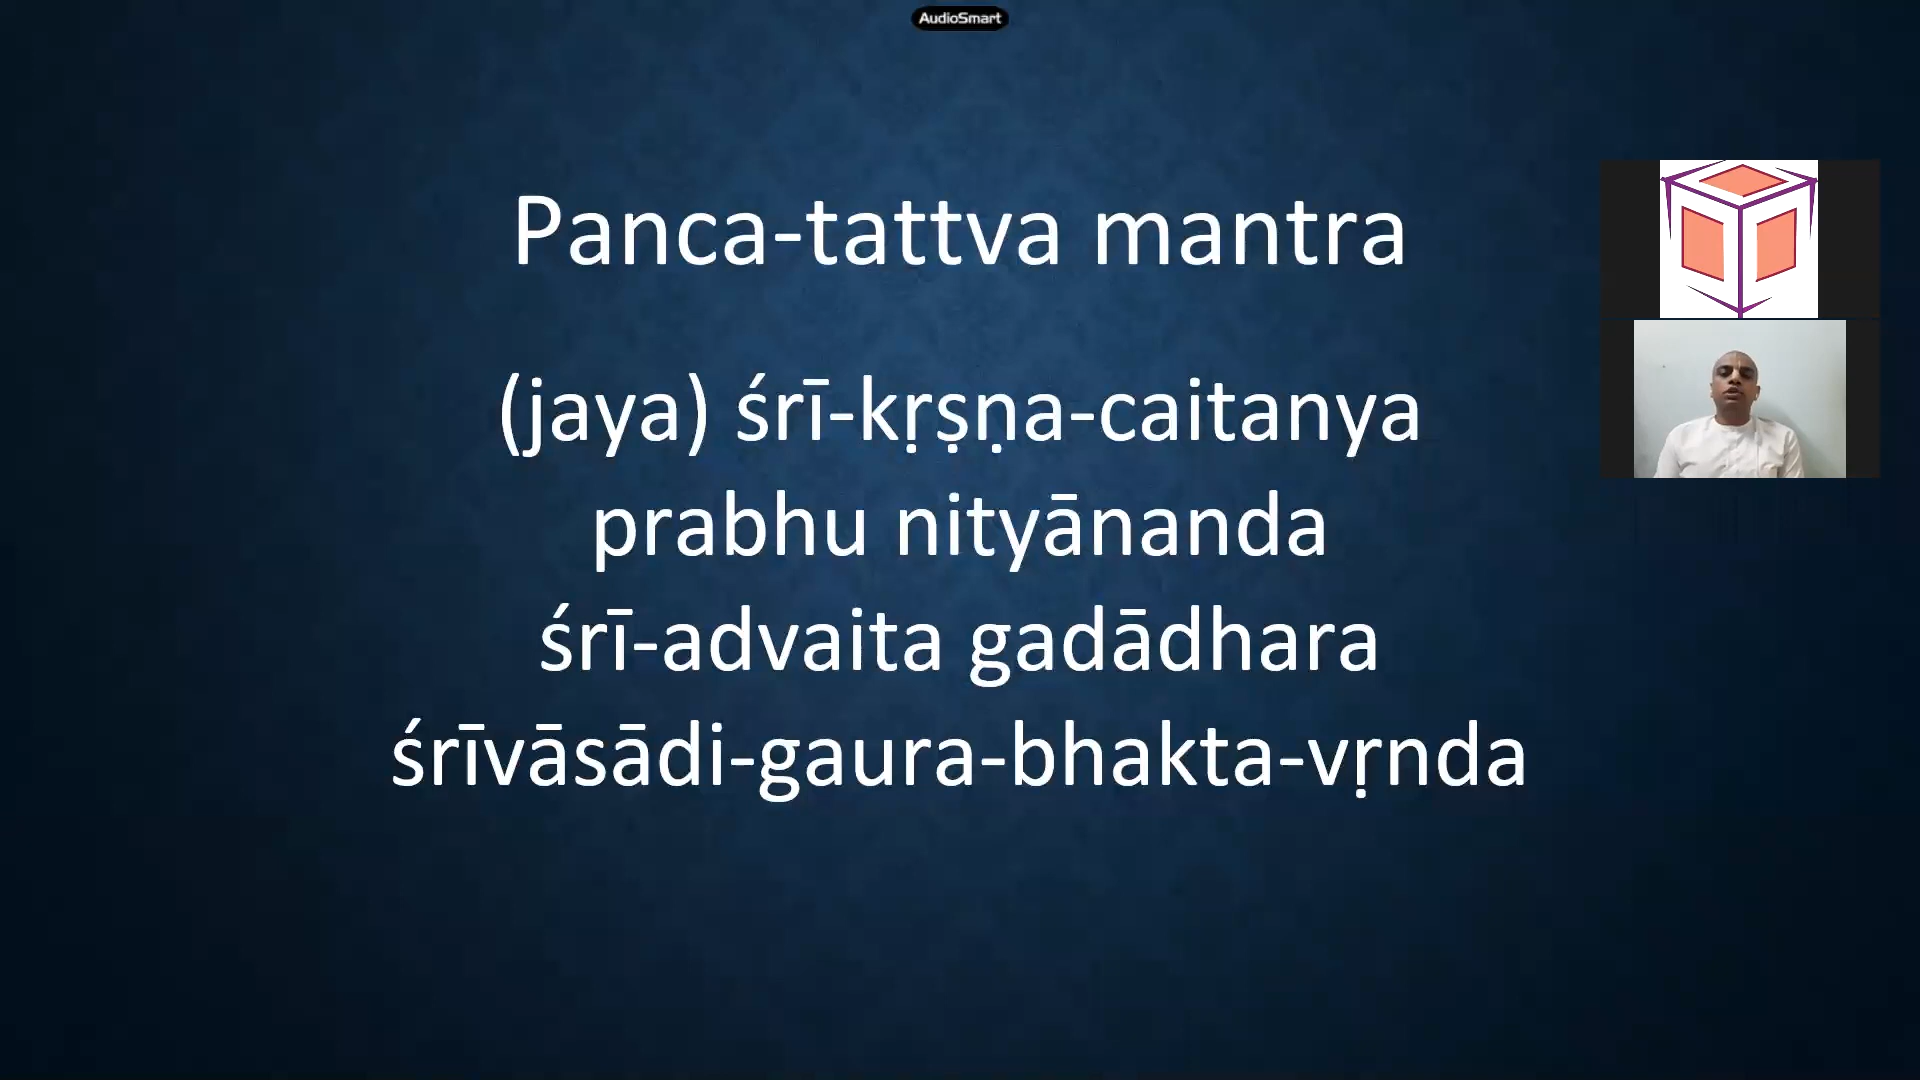 AudioSmart
Panca-tattva mantra
(jaya) śrī-kṛṣṇa-caitanya
prabhu nityānanda
śrī-advaita gadādhara
śrīvāsādi-gaura-bhakta-vṛnda